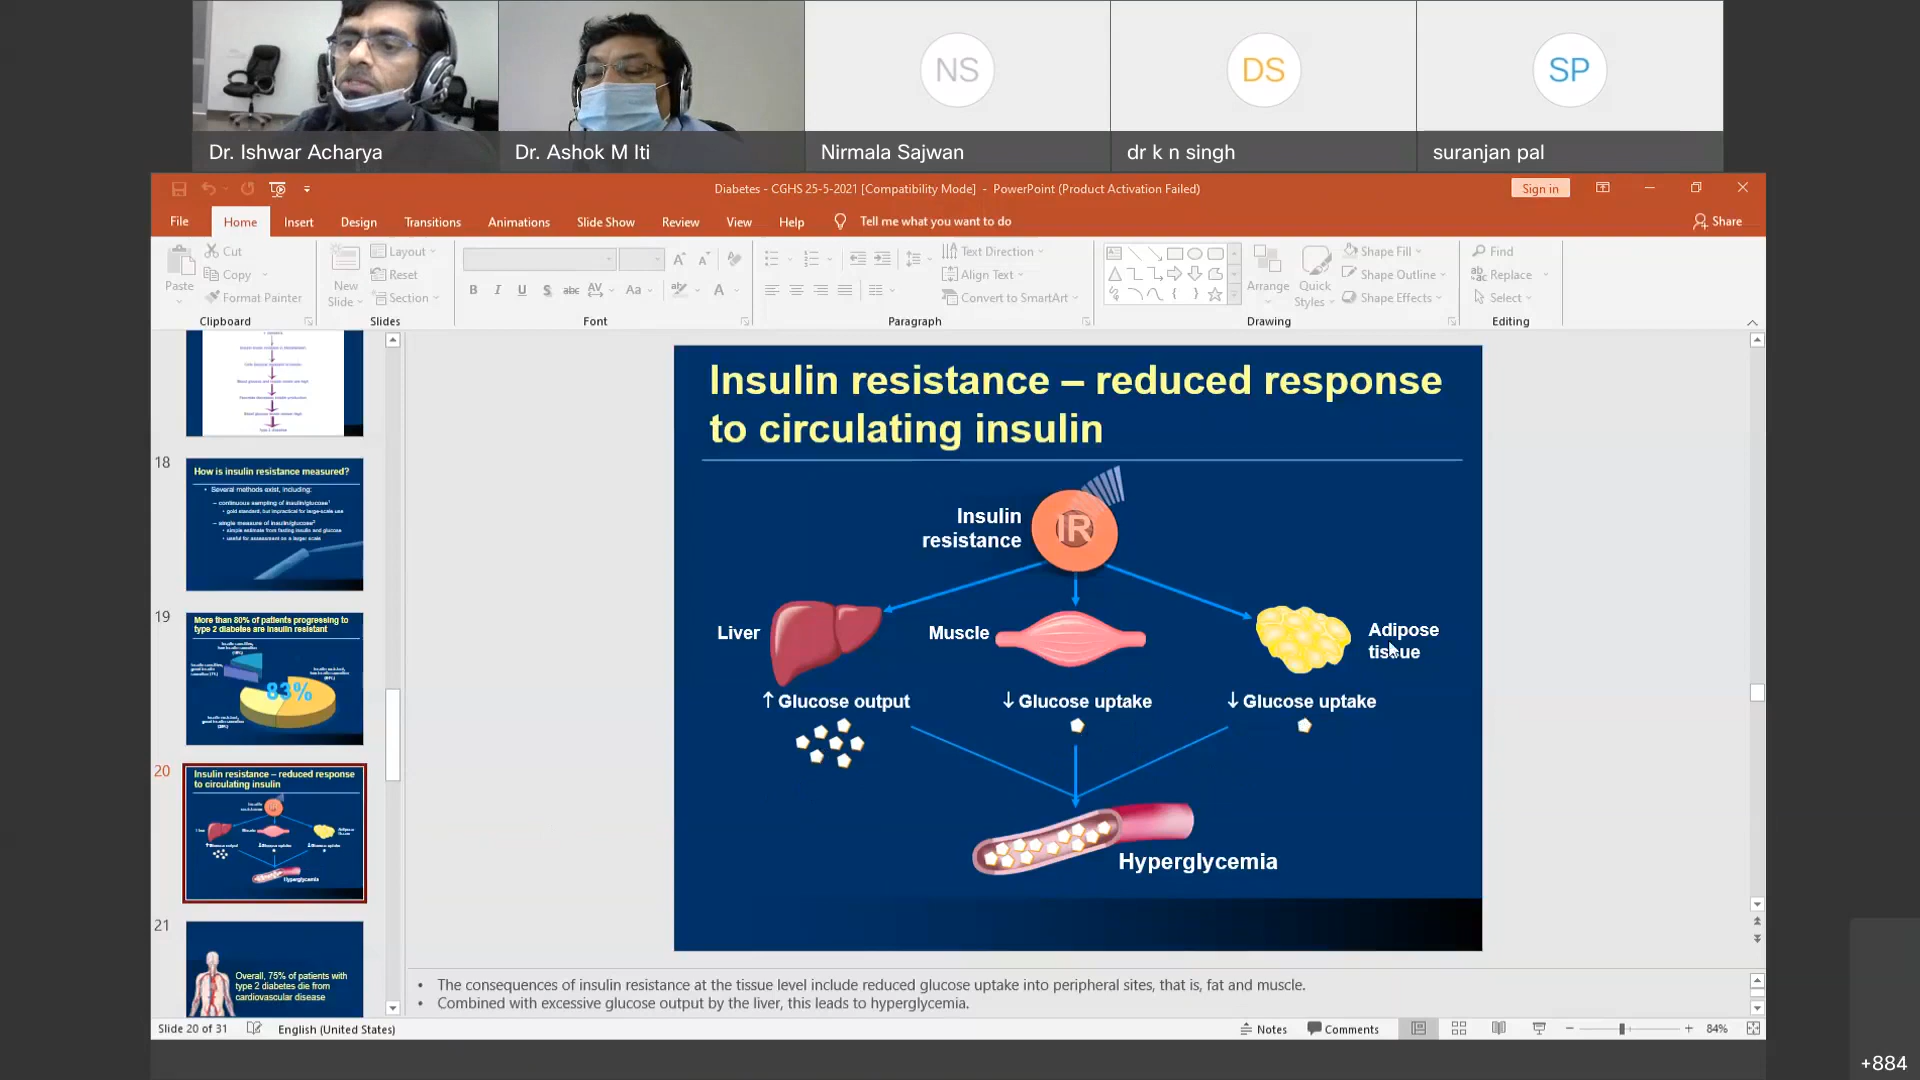 NS
DS
SP
Dr. Ishwar Acharya
Dr. Ashok M Iti
Nirmala Sajwan
dr k n singh
suranjan pal
Diabetes - CGHS 25-5-2021 [Compatibility Mode] - PowerPoint (Product Activation Failed)
Sign in
File
Home
Insert
Design
Transitions
Animations
Slide Show
Review
View
Help
Tell me what you want to do
Share
Paste
Cut
Copy
Format Painter
Clipboard
New
Slide
Layout
Reset
Section
Slides
B I U S abc AV Aa A
Font
Text Direction
Align Text
Convert to SmartArt
Paragraph
Arrange
Quick
Styles
Shape Fill
Shape Outline
Shape Effects
Drawing
Find
Replace
Select
Editing
18
How is insulin resistance measured?
• Several methods exist, including:
– continuous sampling of insulin/glucose¹
• gold standard, but impractical for large-scale use
– single measure of insulin/glucose²
• simple estimate from fasting insulin and glucose
• useful for assessment on a larger scale
19
More than 80% of patients progressing to
type 2 diabetes are insulin resistant
83%
20
Insulin resistance – reduced response
to circulating insulin
Liver
Hyperglycemia
21
Overall, 75% of patients with
type 2 diabetes die from
cardiovascular disease
Insulin resistance – reduced response
to circulating insulin
Insulin
resistance
IR
Liver
Muscle
Adipose
tissue
↑ Glucose output
↓ Glucose uptake
↓ Glucose uptake
Hyperglycemia
• The consequences of insulin resistance at the tissue level include reduced glucose uptake into peripheral sites, that is, fat and muscle.
• Combined with excessive glucose output by the liver, this leads to hyperglycemia.
Slide 20 of 31
English (United States)
Notes
Comments
84%
+884